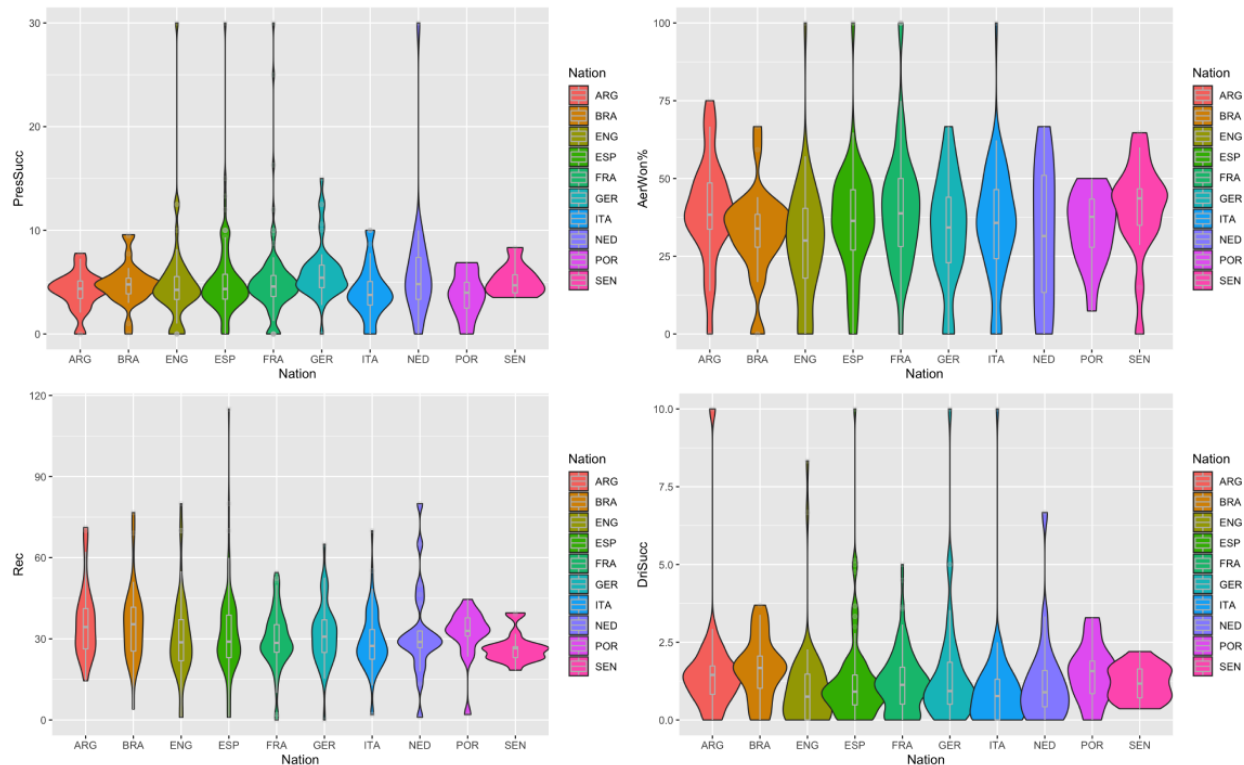 30
20
10
0
PresSucc
ARG BRA ENG ESP FRA GER ITA NED POR SEN
Nation
Nation
ARG
BRA
ENG
ESP
FRA
GER
ITA
NED
POR
SEN
100
75
50
25
0
AerWon%
ARG BRA ENG ESP FRA GER ITA NED POR SEN
Nation
Nation
ARG
BRA
ENG
ESP
FRA
GER
ITA
NED
POR
SEN
120
90
60
30
0
Rec
ARG BRA ENG ESP FRA GER ITA NED POR SEN
Nation
Nation
ARG
BRA
ENG
ESP
FRA
GER
ITA
NED
POR
SEN
10.0
7.5
5.0
2.5
0.0
DriSucc
ARG BRA ENG ESP FRA GER ITA NED POR SEN
Nation
Nation
ARG
BRA
ENG
ESP
FRA
GER
ITA
NED
POR
SEN